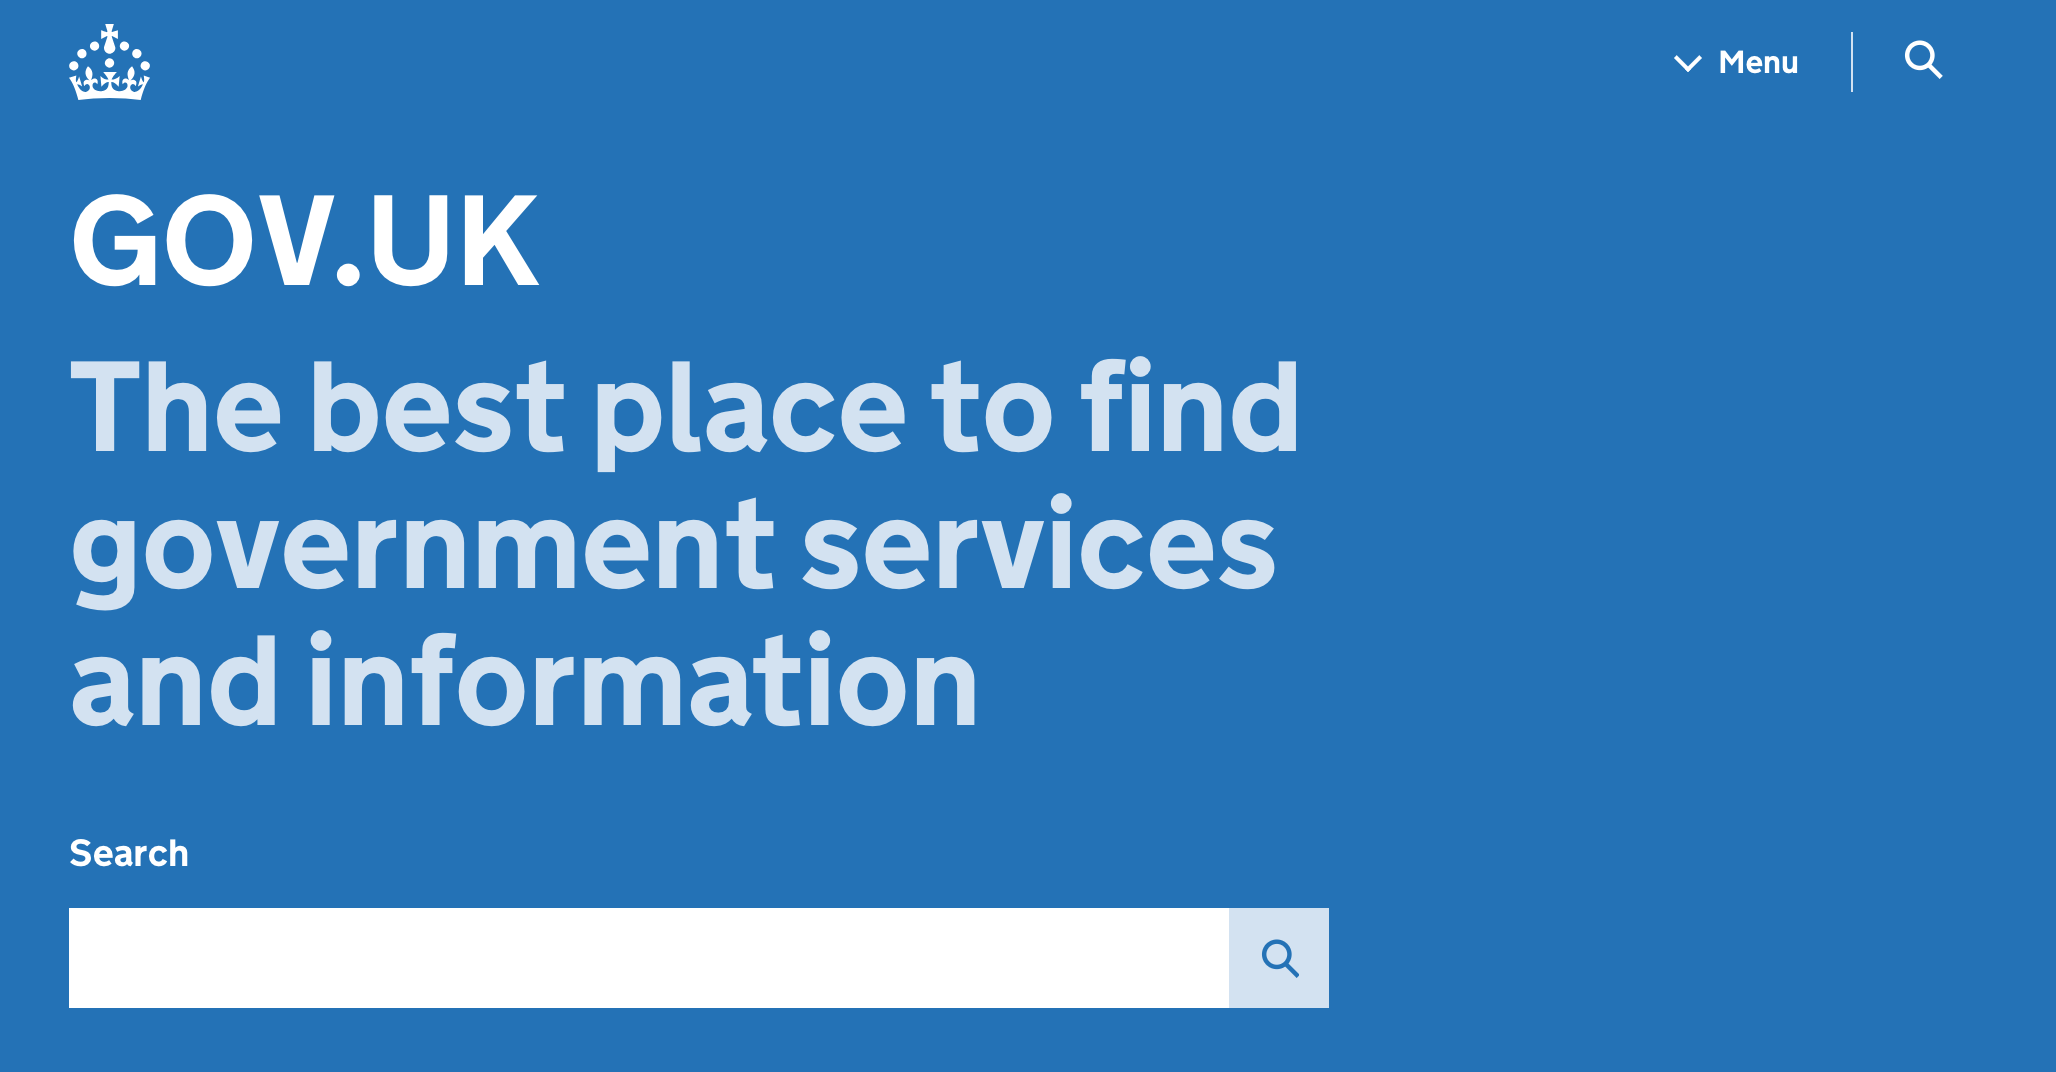 Menu
GOV.UK
The best place to find
government services
and information
Search